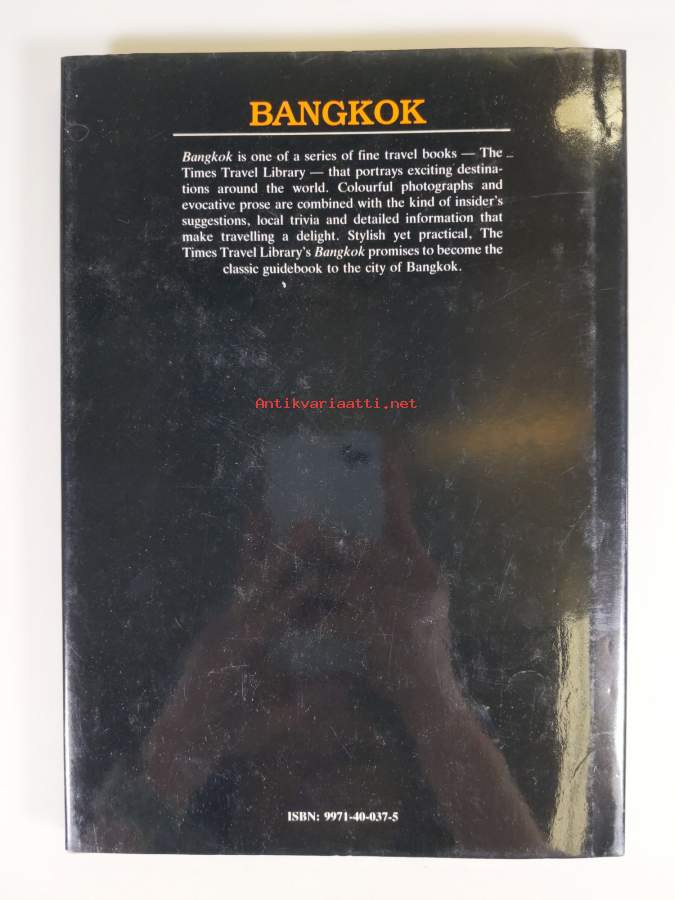 BANGKOK
Bangkok is one of a series of fine travel books — The
Times Travel Library — that portrays exciting destina-
tions around the world. Colourful photographs and
evocative prose are combined with the kind of insider's
suggestions, local trivia and detailed information that
make travelling a delight. Stylish yet practical, The
Times Travel Library's Bangkok promises to become the
classic guidebook to the city of Bangkok.
Antikvariaatti.net
ISBN: 9971-40-037-5